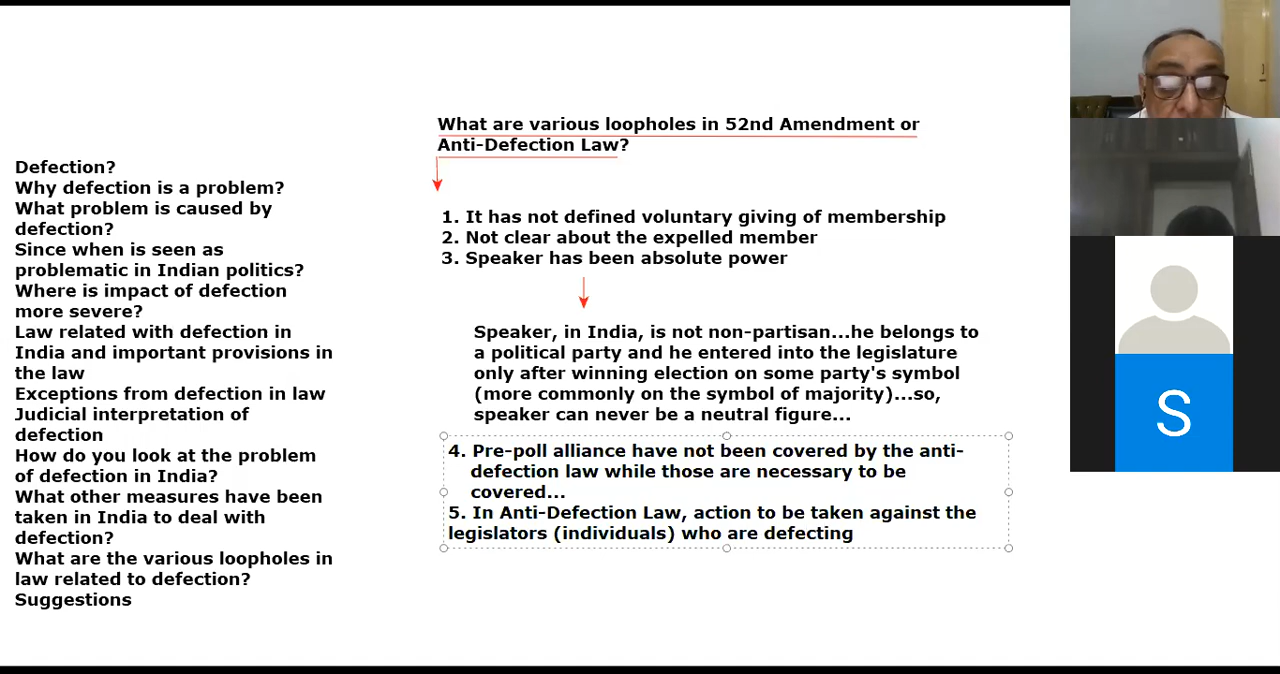 Defection?
Why defection is a problem?
What problem is caused by
defection?
Since when is seen as
problematic in Indian politics?
Where is impact of defection
more severe?
Law related with defection in
India and important provisions in
the law
Exceptions from defection in law
Judicial interpretation of
defection
How do you look at the problem
of defection in India?
What other measures have been
taken in India to deal with
defection?
What are the various loopholes in
law related to defection?
Suggestions
What are various loopholes in 52nd Amendment or
Anti-Defection Law?
1. It has not defined voluntary giving of membership
2. Not clear about the expelled member
3. Speaker has been absolute power
Speaker, in India, is not non-partisan...he belongs to
a political party and he entered into the legislature
only after winning election on some party's symbol
(more commonly on the symbol of majority)...so,
speaker can never be a neutral figure...
4. Pre-poll alliance have not been covered by the anti-
defection law while those are necessary to be
covered...
5. In Anti-Defection Law, action to be taken against the
legislators (individuals) who are defecting
S